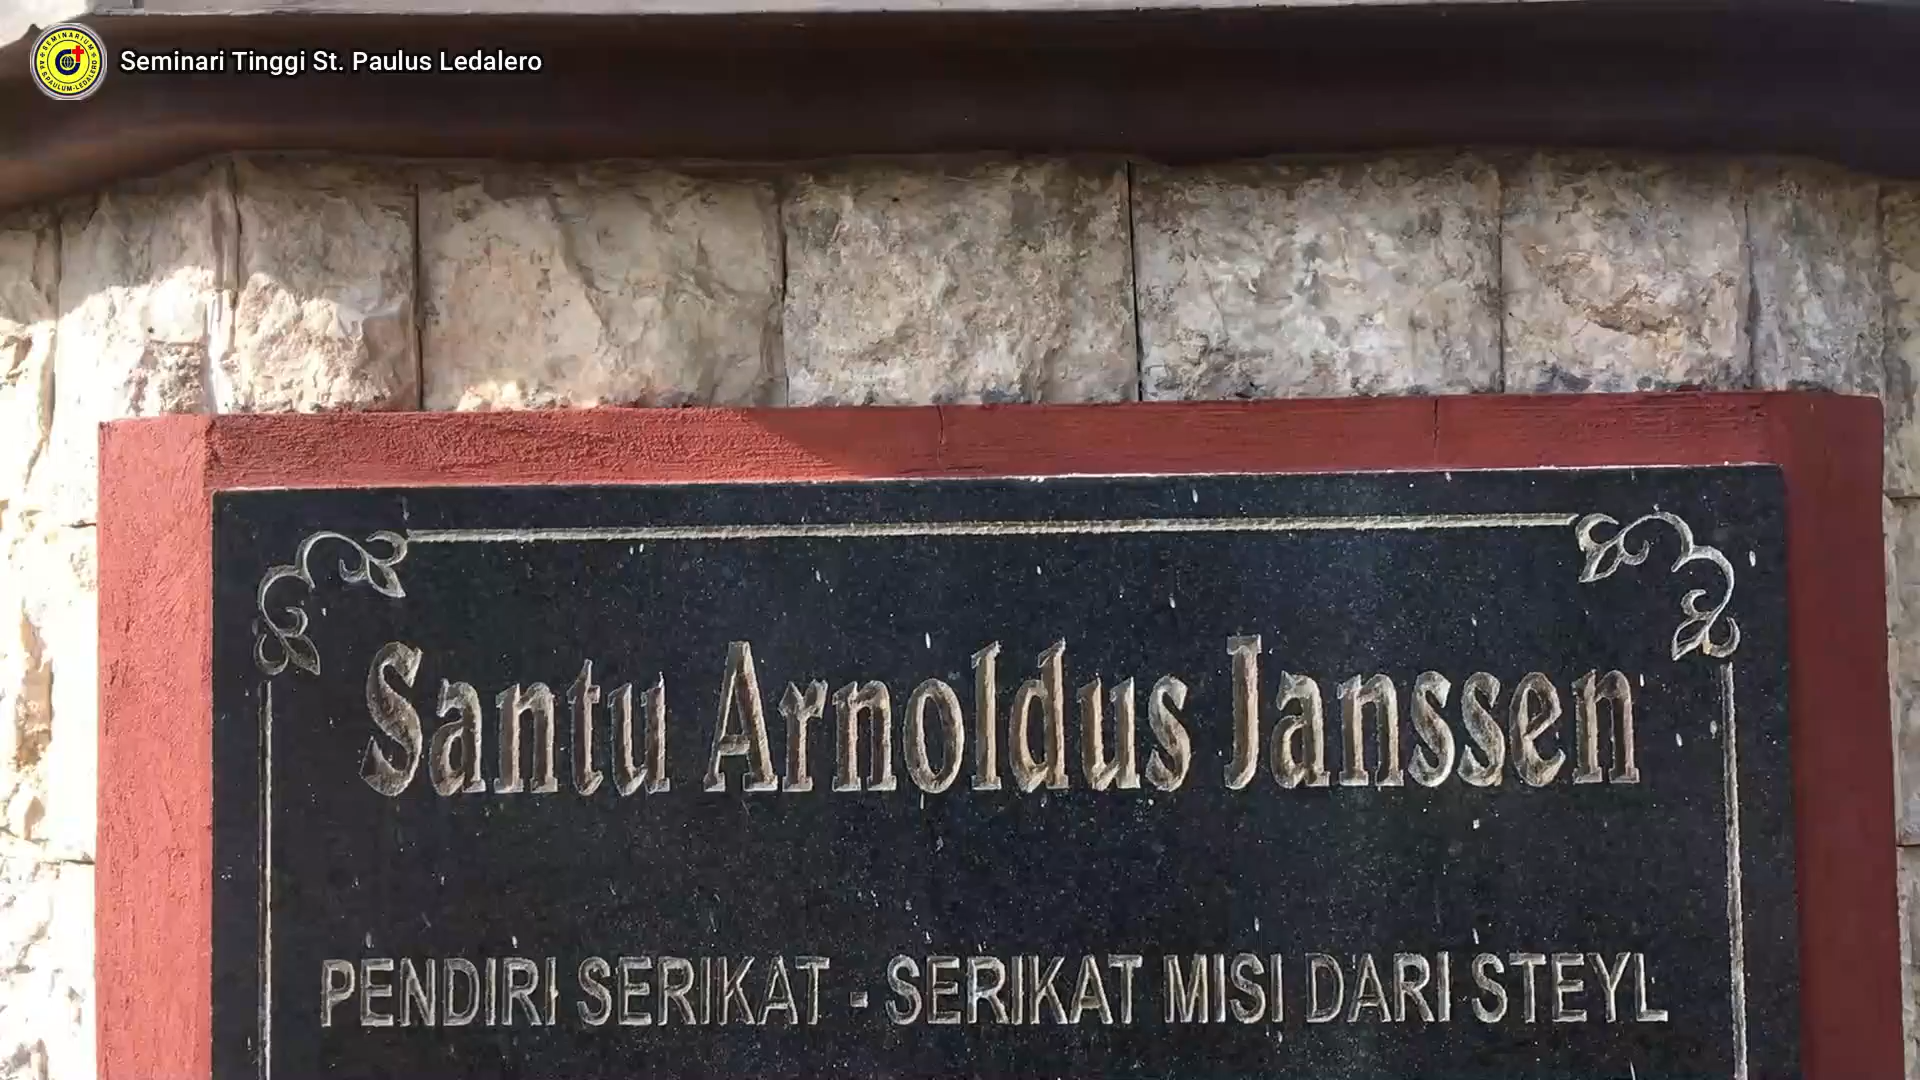 Seminari Tinggi St. Paulus Ledalero
Santu Arnoldus Janssen
PENDIRI SERIKAT - SERIKAT MISI DARI STEYL